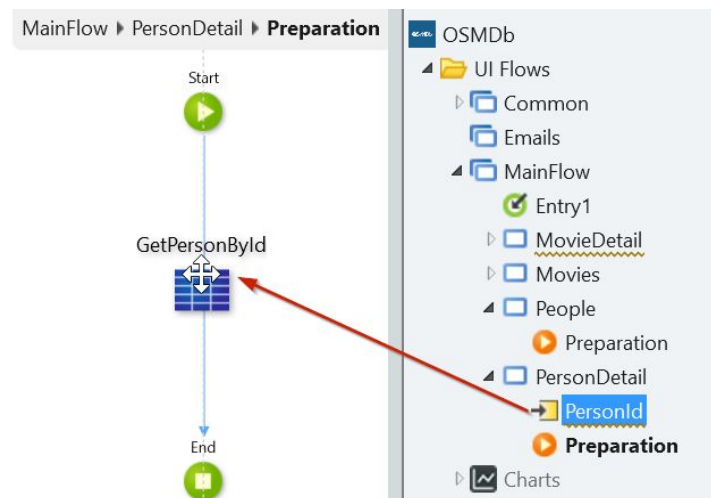 MainFlow PersonDetail Preparation
Start
GetPersonById
End
OSMDb
UI Flows
Common
Emails
MainFlow
Entry1
MovieDetail
Movies
People
Preparation
PersonDetail
PersonId
Preparation
Charts